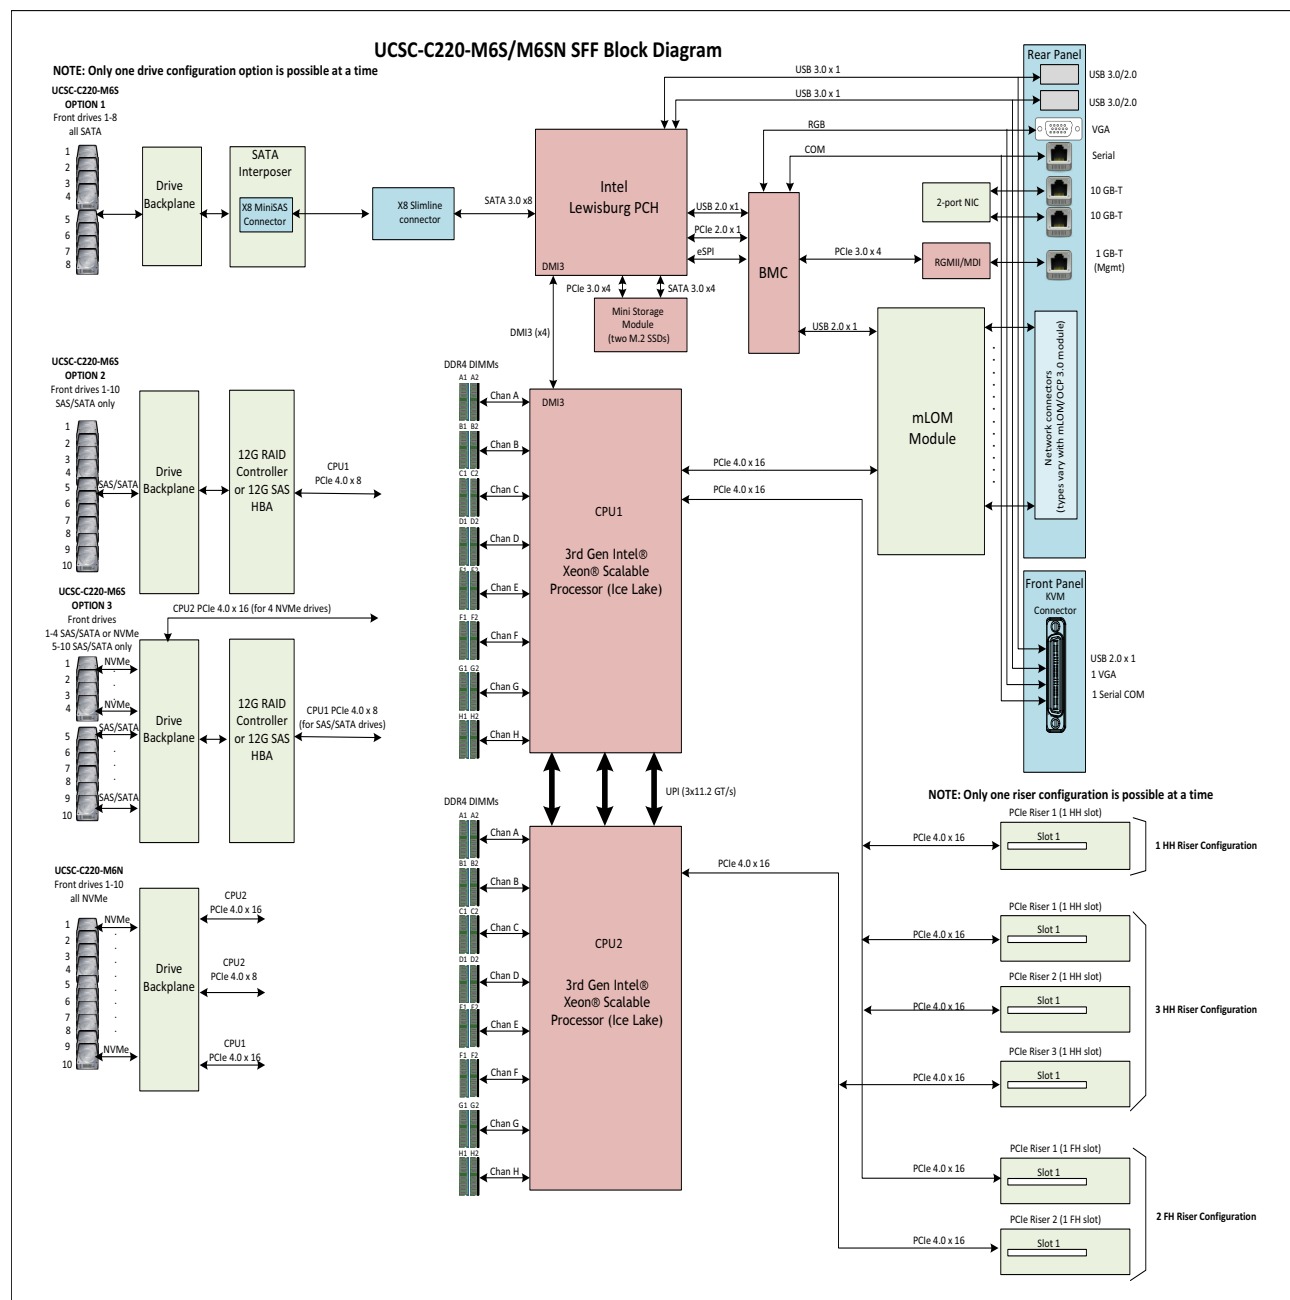 UCSC-C220-M6S/M6SN SFF Block Diagram
NOTE: Only one drive configuration option is possible at a time
UCSC-C220-M6S
OPTION 1
Front drives 1-8
all SATA
1
2
3
4
5
6
7
8
Drive
Backplane
SATA
Interposer
X8 MiniSAS
Connector
X8 Slimline
connector
SATA 3.0 x8
Intel
Lewisburg PCH
DMI3
USB 3.0 x 1
USB 3.0 x 1
RGB
COM
USB 2.0 x1
PCIe 2.0 x 1
eSPI
BMC
PCIe 3.0 x4
SATA 3.0 x4
Mini Storage
Module
(two M.2 SSDs)
DMI3 (x4)
PCIe 3.0 x 4
RGMII/MDI
2-port NIC
USB 2.0 x 1
mLOM
Module
Rear Panel
USB 3.0/2.0
USB 3.0/2.0
VGA
Serial
10 GB-T
10 GB-T
1 GB-T
(Mgmt)
Network connectors
(types vary with mLOM/OCP 3.0 module)
UCSC-C220-M6S
OPTION 2
Front drives 1-10
SAS/SATA only
1
2
3
4
5
6
7
8
9
10
SAS/SATA
Drive
Backplane
12G RAID
Controller
or 12G SAS
HBA
CPU1
PCIe 4.0 x 8
UCSC-C220-M6S
OPTION 3
Front drives
1-4 SAS/SATA or NVMe
5-10 SAS/SATA only
1
2
3
4
5
6
7
8
9
10
NVMe
NVMe
SAS/SATA
SAS/SATA
CPU2 PCIe 4.0 x 16 (for 4 NVMe drives)
Drive
Backplane
12G RAID
Controller
or 12G SAS
HBA
CPU1 PCIe 4.0 x 8
(for SAS/SATA drives)
UCSC-C220-M6N
Front drives 1-10
all NVMe
1
2
3
4
5
6
7
8
9
10
NVMe
NVMe
Drive
Backplane
CPU2
PCIe 4.0 x 16
CPU2
PCIe 4.0 x 8
CPU1
PCIe 4.0 x 16
DDR4 DIMMs
A1 A2
Chan A
B1 B2
Chan B
C1 C2
Chan C
D1 D2
Chan D
E1 E2
Chan E
F1 F2
Chan F
G1 G2
Chan G
H1 H2
Chan H
DMI3
CPU1
3rd Gen Intel®
Xeon® Scalable
Processor (Ice Lake)
PCIe 4.0 x 16
PCIe 4.0 x 16
UPI (3x11.2 GT/s)
DDR4 DIMMs
A1 A2
Chan A
B1 B2
Chan B
C1 C2
Chan C
D1 D2
Chan D
E1 E2
Chan E
F1 F2
Chan F
G1 G2
Chan G
H1 H2
Chan H
CPU2
3rd Gen Intel®
Xeon® Scalable
Processor (Ice Lake)
PCIe 4.0 x 16
Front Panel
KVM
Connector
USB 2.0 x 1
1 VGA
1 Serial COM
NOTE: Only one riser configuration is possible at a time
PCIe Riser 1 (1 HH slot)
Slot 1
PCIe 4.0 x 16
1 HH Riser Configuration
PCIe Riser 1 (1 HH slot)
Slot 1
PCIe 4.0 x 16
PCIe Riser 2 (1 HH slot)
Slot 1
PCIe 4.0 x 16
3 HH Riser Configuration
PCIe Riser 3 (1 HH slot)
Slot 1
PCIe 4.0 x 16
PCIe Riser 1 (1 FH slot)
Slot 1
PCIe 4.0 x 16
2 FH Riser Configuration
PCIe Riser 2 (1 FH slot)
Slot 1
PCIe 4.0 x 16